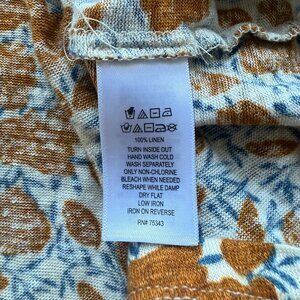 100% LINEN
TURN INSIDE OUT
HAND WASH COLD
WASH SEPARATELY
ONLY NON-CHLORINE
BLEACH WHEN NEEDED
RESHAPE WHILE DAMP
DRY FLAT
LOW IRON
IRON ON REVERSE
RN# 75343